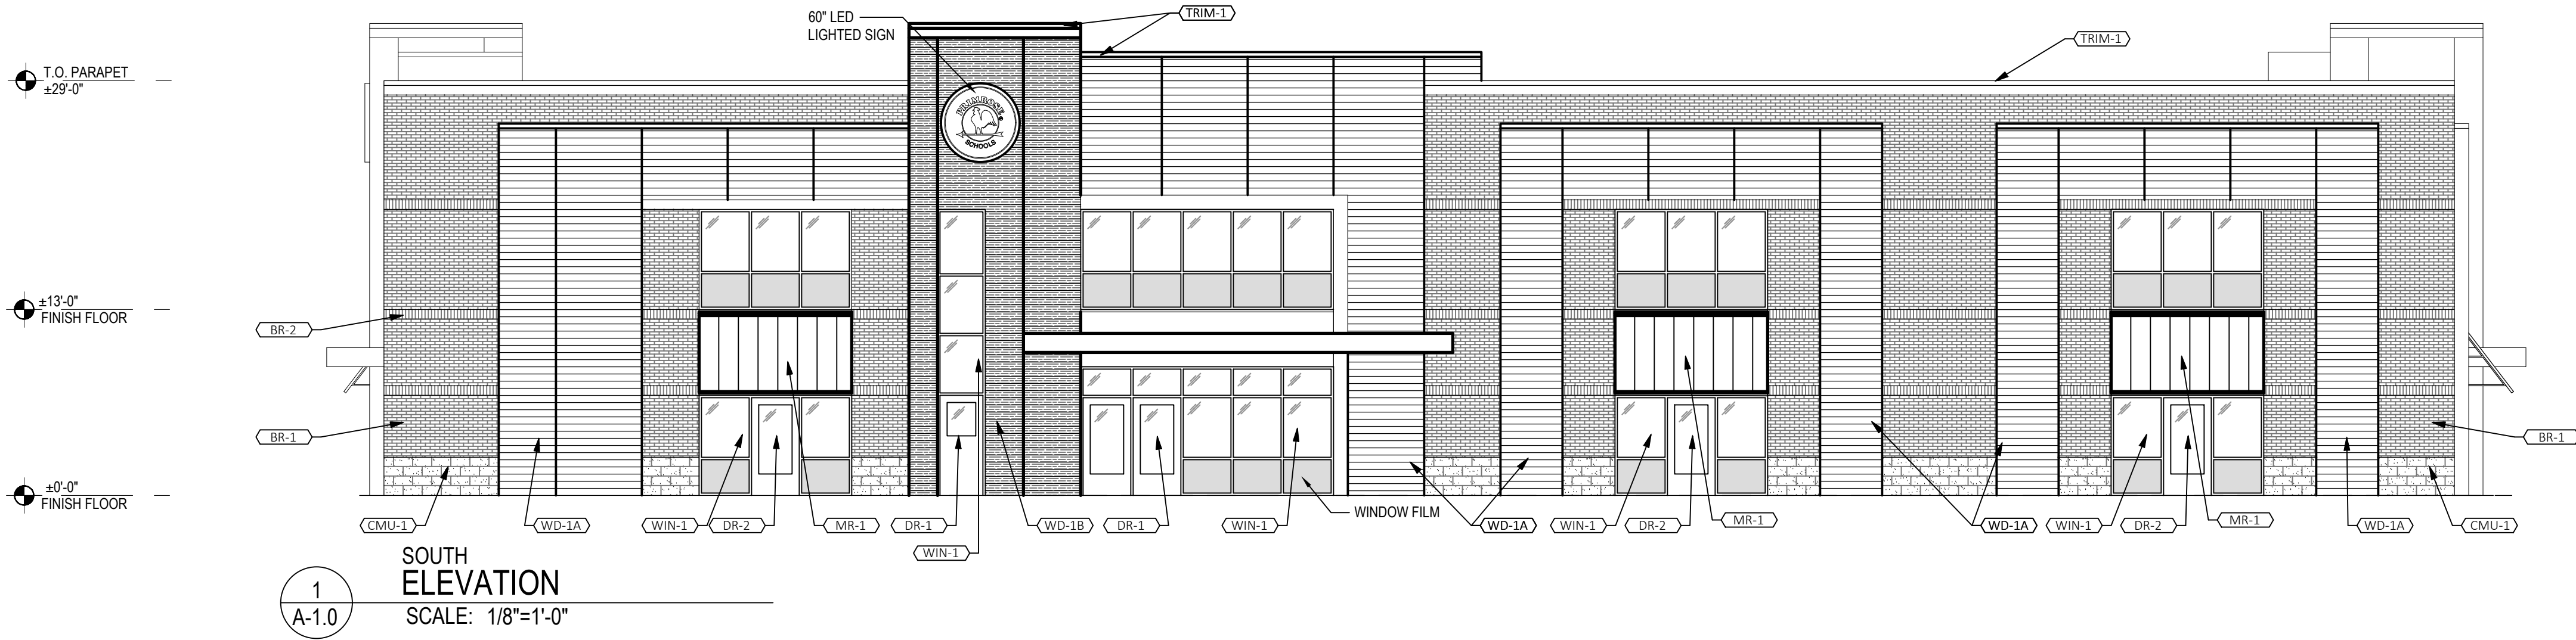 60" LED
LIGHTED SIGN
TRIM-1
TRIM-1
T.O. PARAPET
±29'-0"
PRIMROSE
SCHOOLS
±13'-0"
FINISH FLOOR
BR-2
BR-1
BR-1
±0'-0"
FINISH FLOOR
WINDOW FILM
CMU-1
WD-1A
WIN-1
DR-2
MR-1
DR-1
WD-1B
DR-1
WIN-1
WD-1A
WIN-1
DR-2
MR-1
WD-1A
WIN-1
DR-2
MR-1
WD-1A
CMU-1
WIN-1
SOUTH
ELEVATION
1
A-1.0
SCALE: 1/8"=1'-0"